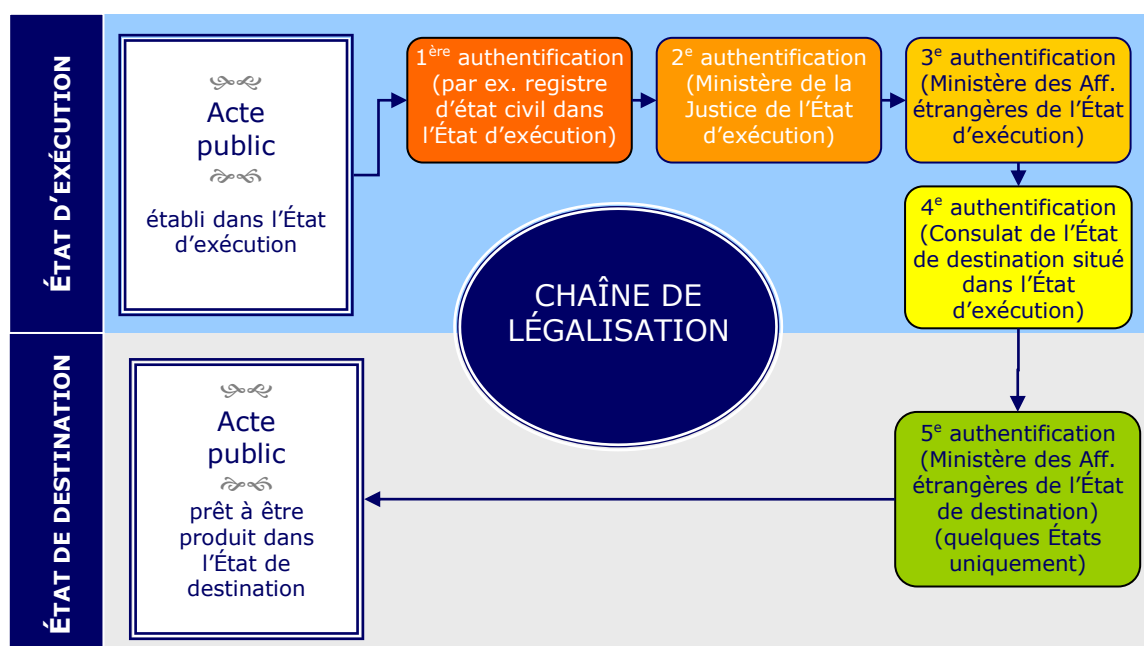 ÉTAT D'EXÉCUTION
Acte
public
établi dans l'État
d'exécution
1ère authentification
(par ex. registre
d'état civil dans
l'État d'exécution)
2e authentification
(Ministère de la
Justice de l'État
d'exécution)
3e authentification
(Ministère des Aff.
étrangères de l'État
d'exécution)
4e authentification
(Consulat de l'État
de destination situé
dans l'État
d'exécution)
CHAÎNE DE
LÉGALISATION
ÉTAT DE DESTINATION
5e authentification
(Ministère des Aff.
étrangères de l'État
de destination)
(quelques États
uniquement)
Acte
public
prêt à être
produit dans
l'État de
destination